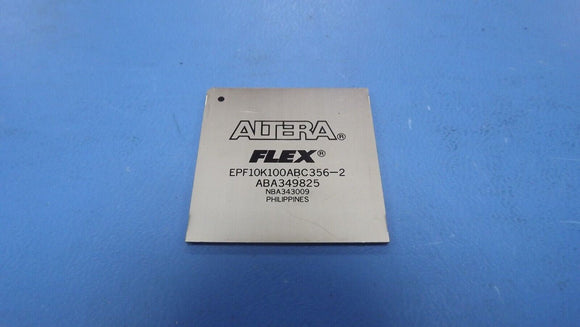 ALTERA®
FLEX®
EPF10K100ABC356-2
ABA349825
NBA343009
PHILIPPINES